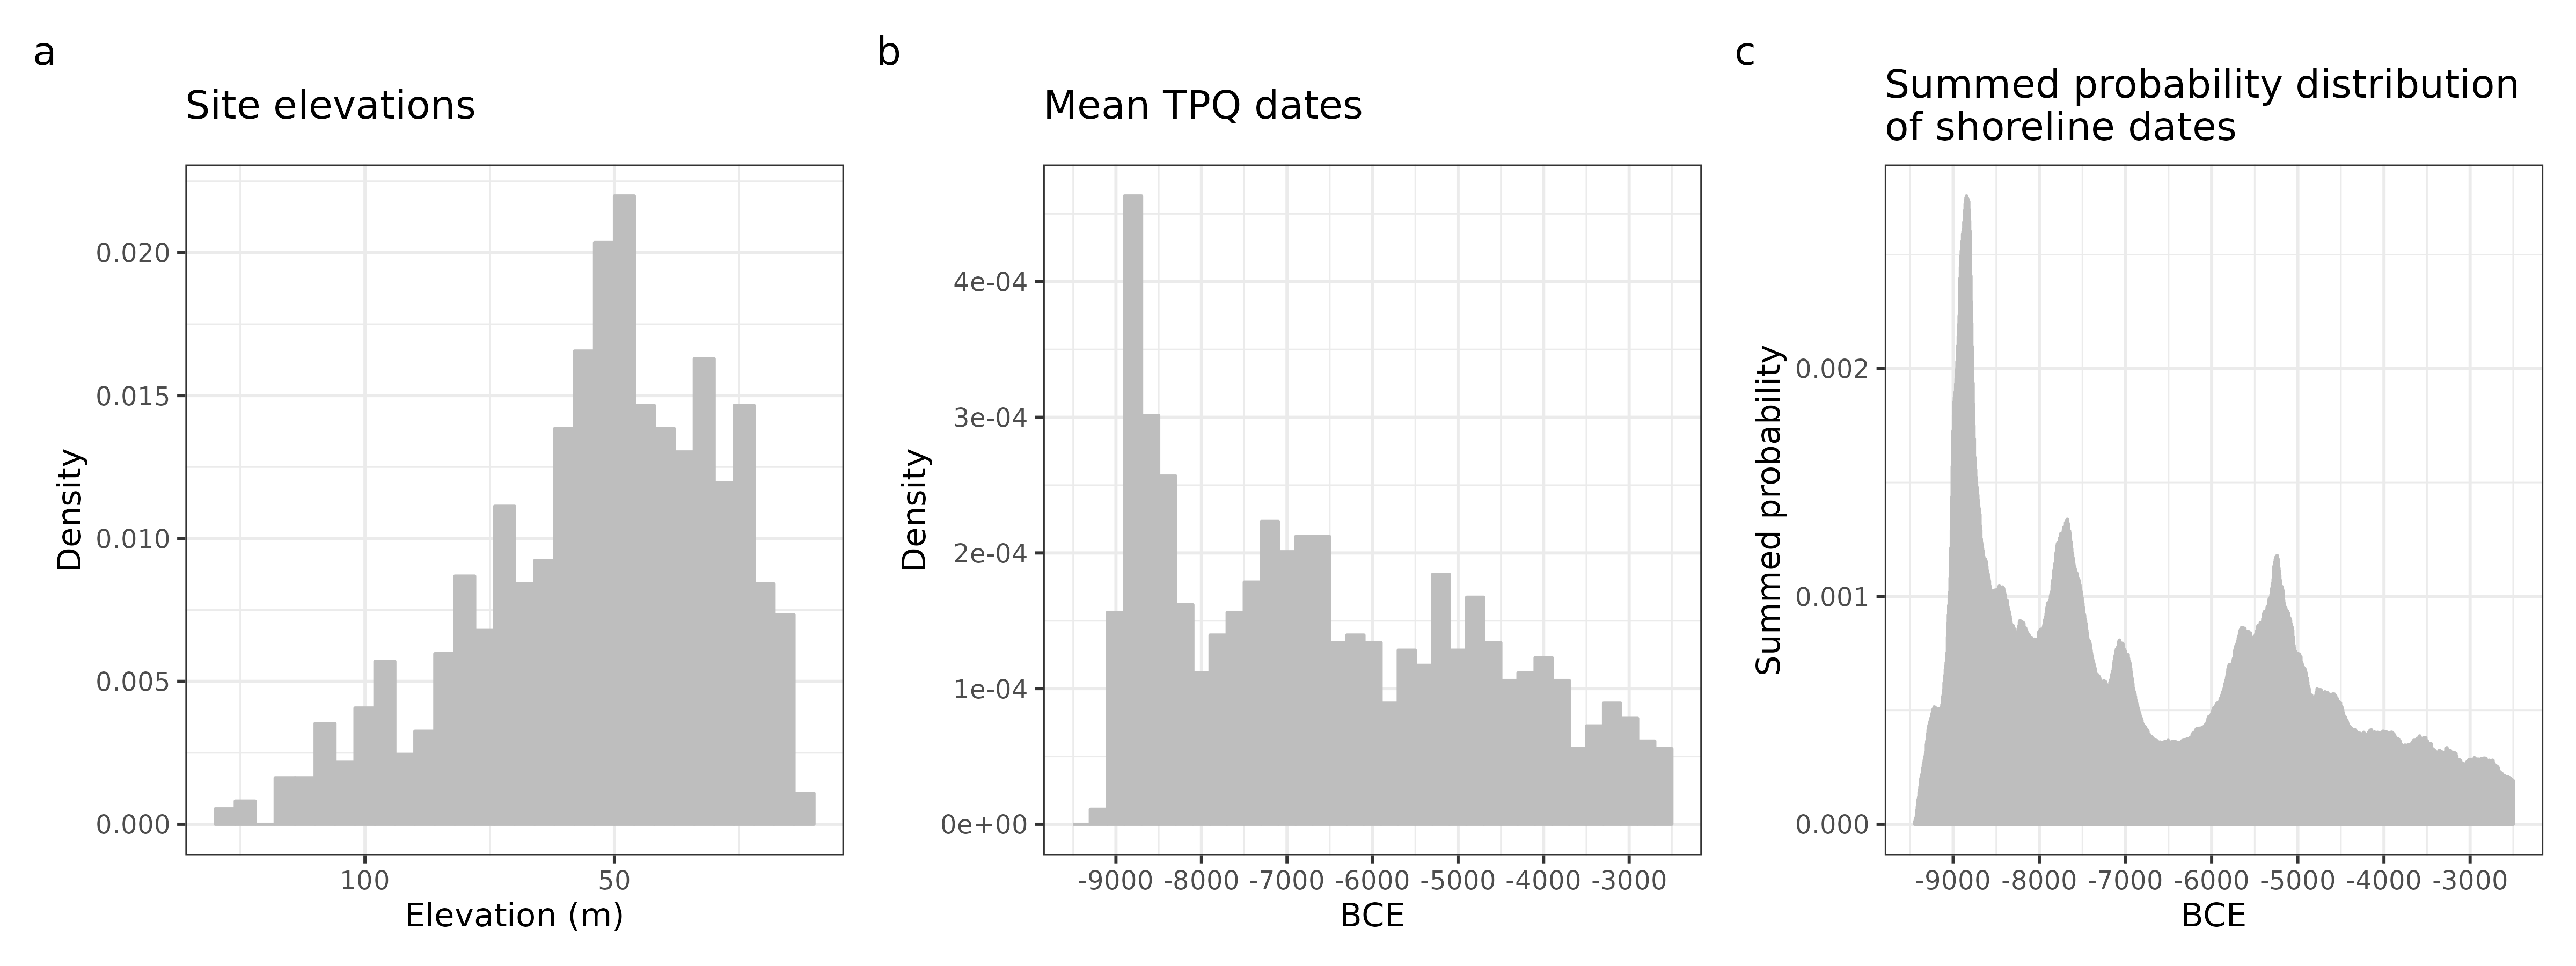 a
Site elevations
Density
0.020
0.015
0.010
0.005
0.000
100 50
Elevation (m)
b
Mean TPQ dates
Density
4e-04
3e-04
2e-04
1e-04
0e+00
-9000 -8000 -7000 -6000 -5000 -4000 -3000
BCE
c
Summed probability distribution
of shoreline dates
Summed probability
0.002
0.001
0.000
-9000 -8000 -7000 -6000 -5000 -4000 -3000
BCE